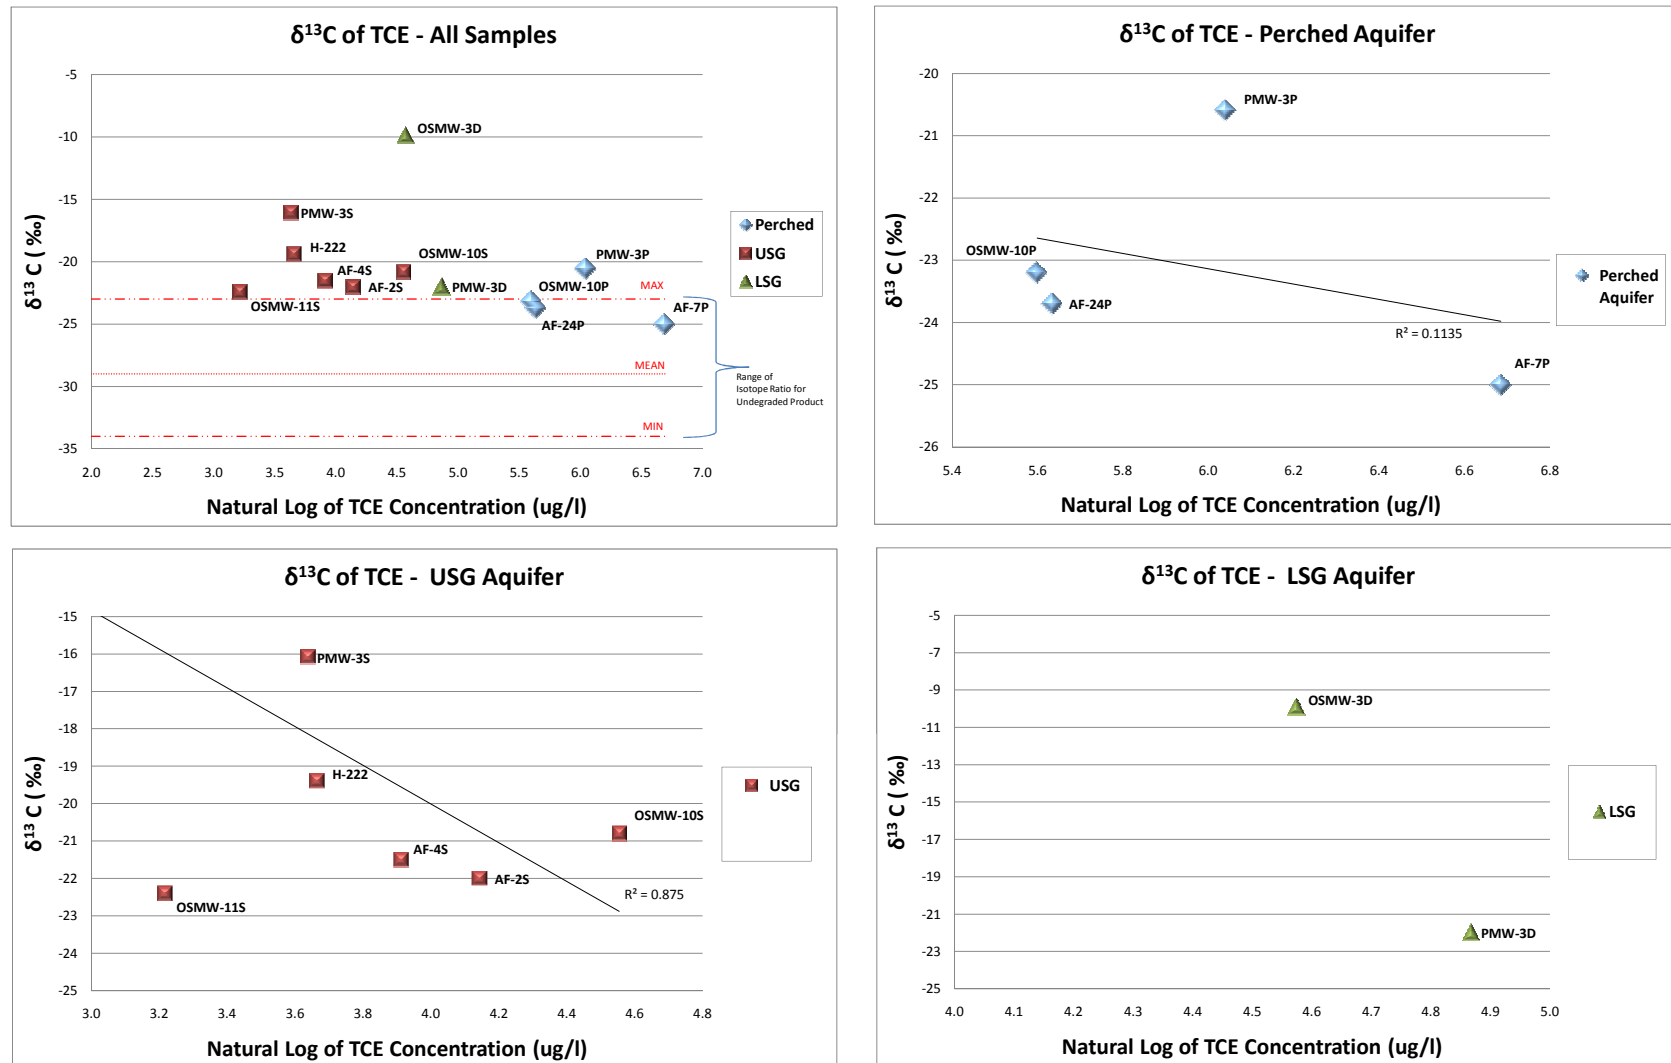 δ¹³C of TCE - All Samples
-5
-10
-15
-20
-25
-30
-35
δ¹³ C ( ‰)
OSMW-3D
PMW-3S
H-222
OSMW-10S
AF-4S
AF-2S
OSMW-11S
PMW-3D
PMW-3P
OSMW-10P
AF-24P
AF-7P
MAX
MEAN
MIN
Range of
Isotope Ratio for
Undegraded Product
Perched
USG
LSG
2.0 2.5 3.0 3.5 4.0 4.5 5.0 5.5 6.0 6.5 7.0
Natural Log of TCE Concentration (ug/l)
δ¹³C of TCE - Perched Aquifer
-20
-21
-22
-23
-24
-25
-26
δ¹³ C ( ‰)
PMW-3P
OSMW-10P
AF-24P
R² = 0.1135
AF-7P
Perched
Aquifer
5.4 5.6 5.8 6.0 6.2 6.4 6.6 6.8
Natural Log of TCE Concentration (ug/l)
δ¹³C of TCE - USG Aquifer
-15
-16
-17
-18
-19
-20
-21
-22
-23
-24
-25
δ¹³ C ( ‰)
PMW-3S
H-222
OSMW-10S
AF-4S
AF-2S
OSMW-11S
R² = 0.875
USG
3.0 3.2 3.4 3.6 3.8 4.0 4.2 4.4 4.6 4.8
Natural Log of TCE Concentration (ug/l)
δ¹³C of TCE - LSG Aquifer
-5
-7
-9
-11
-13
-15
-17
-19
-21
-23
-25
δ¹³ C ( ‰)
OSMW-3D
PMW-3D
LSG
4.0 4.1 4.2 4.3 4.4 4.5 4.6 4.7 4.8 4.9 5.0
Natural Log of TCE Concentration (ug/l)